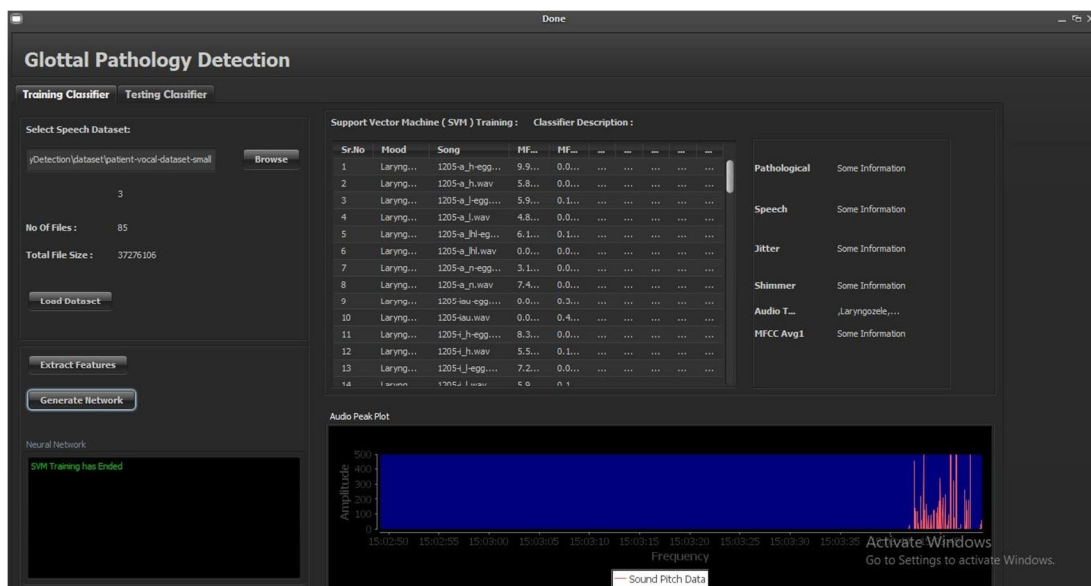 Done
Glottal Pathology Detection
Training Classifier Testing Classifier
Select Speech Dataset:
yDetection\dataset\patient-vocal-dataset-small Browse
3
No Of Files : 85
Total File Size : 37276106
Load Dataset
Extract Features
Generate Network
Neural Network
SVM Training has Ended
Support Vector Machine ( SVM ) Training : Classifier Description :
Sr.No Mood Song MF... MF... ... ... ... ... ...
1 Laryng... 1205-a_h-egg... 9.9... 0.0... ... ... ... ... ...
2 Laryng... 1205-a_h.wav 5.8... 0.0... ... ... ... ... ...
3 Laryng... 1205-a_l-egg.... 5.9... 0.1... ... ... ... ... ...
4 Laryng... 1205-a_l.wav 4.8... 0.0... ... ... ... ... ...
5 Laryng... 1205-a_lhl-eg... 6.1... 0.1... ... ... ... ... ...
6 Laryng... 1205-a_lhl.wav 0.0... 0.0... ... ... ... ... ...
7 Laryng... 1205-a_n-egg... 3.1... 0.0... ... ... ... ... ...
8 Laryng... 1205-a_n.wav 7.4... 0.0... ... ... ... ... ...
9 Laryng... 1205-iau-egg.... 0.0... 0.3... ... ... ... ... ...
10 Laryng... 1205-iau.wav 0.0... 0.4... ... ... ... ... ...
11 Laryng... 1205-i_h-egg.... 8.3... 0.0... ... ... ... ... ...
12 Laryng... 1205-i_h.wav 5.5... 0.1... ... ... ... ... ...
13 Laryng... 1205-i_l-egg.... 7.2... 0.0... ... ... ... ... ...
14 Laryng 1205-i_l.wav 5.9 0.1
Pathological Some Information
Speech Some Information
Jitter Some Information
Shimmer Some Information
Audio T... ,Laryngozele,...
MFCC Avg1 Some Information
Audio Peak Plot
Amplitude
500
400
300
200
100
0
15:02:50 15:02:55 15:03:00 15:03:05 15:03:10 15:03:15 15:03:20 15:03:25 15:03:30 15:03:35
Frequency
Sound Pitch Data
Activate Windows
Go to Settings to activate Windows.